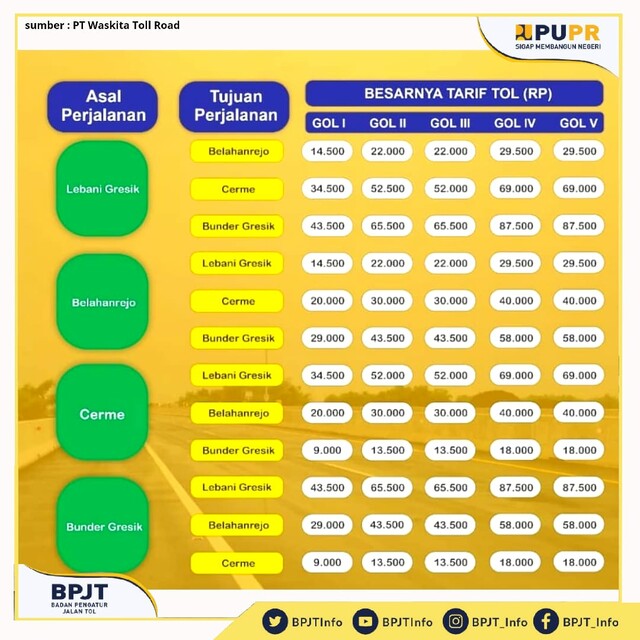 sumber : PT Waskita Toll Road
PUPR
SIGAP MEMBANGUN NEGERI
Asal Perjalanan
Tujuan Perjalanan
BESARNYA TARIF TOL (RP)
GOL I GOL II GOL III GOL IV GOL V
Lebani Gresik
Belahanrejo 14.500 22.000 22.000 29.500 29.500
Cerme 34.500 52.500 52.000 69.000 69.000
Bunder Gresik 43.500 65.500 65.500 87.500 87.500
Belahanrejo
Lebani Gresik 14.500 22.000 22.000 29.500 29.500
Cerme 20.000 30.000 30.000 40.000 40.000
Bunder Gresik 29.000 43.500 43.500 58.000 58.000
Cerme
Lebani Gresik 34.500 52.000 52.000 69.000 69.000
Belahanrejo 20.000 30.000 30.000 40.000 40.000
Bunder Gresik 9.000 13.500 13.500 18.000 18.000
Bunder Gresik
Lebani Gresik 43.500 65.500 65.500 87.500 87.500
Belahanrejo 29.000 43.500 43.500 58.000 58.000
Cerme 9.000 13.500 13.500 18.000 18.000
BPJT
BADAN PENGATUR
JALAN TOL
BPJTInfo BPJTInfo BPJT_Info BPJT_Info